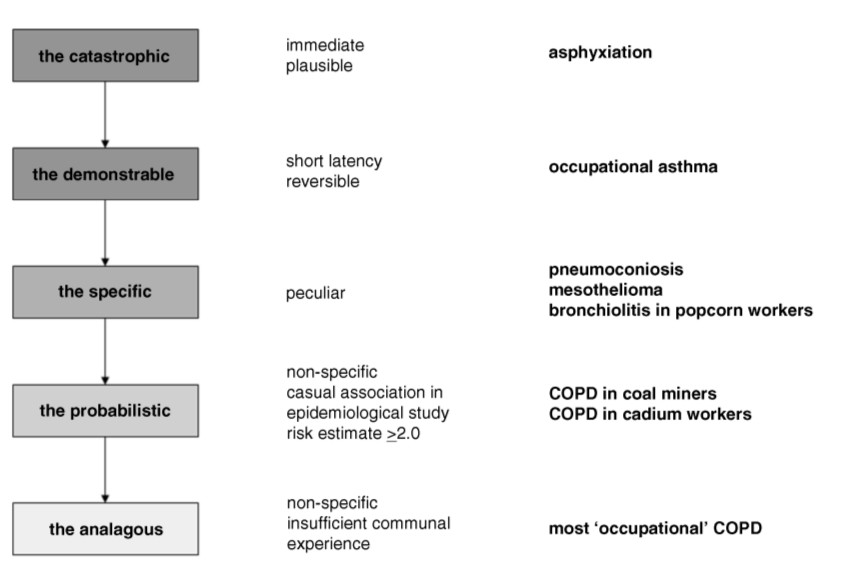 the catastrophic
immediate
plausible
asphyxiation
the demonstrable
short latency
reversible
occupational asthma
the specific
peculiar
pneumoconiosis
mesothelioma
bronchiolitis in popcorn workers
the probabilistic
non-specific
casual association in
epidemiological study
risk estimate ≥2.0
COPD in coal miners
COPD in cadium workers
the analagous
non-specific
insufficient communal
experience
most ‘occupational’ COPD